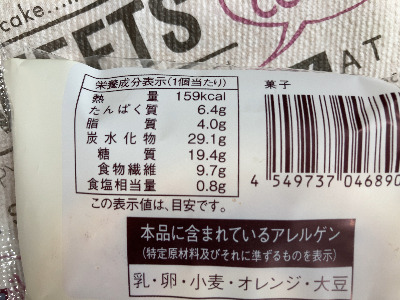 cake....
EETS
CO
AT
栄養成分表示(1個当たり)
熱量 159kcal
たんぱく質 6.4g
脂質 4.0g
炭水化物 29.1g
糖質 19.4g
食物繊維 9.7g
食塩相当量 0.8g
この表示値は、目安です。
菓子
4 549737 046890
本品に含まれているアレルゲン
(特定原材料及びそれに準ずるものを表示)
乳・卵・小麦・オレンジ・大豆